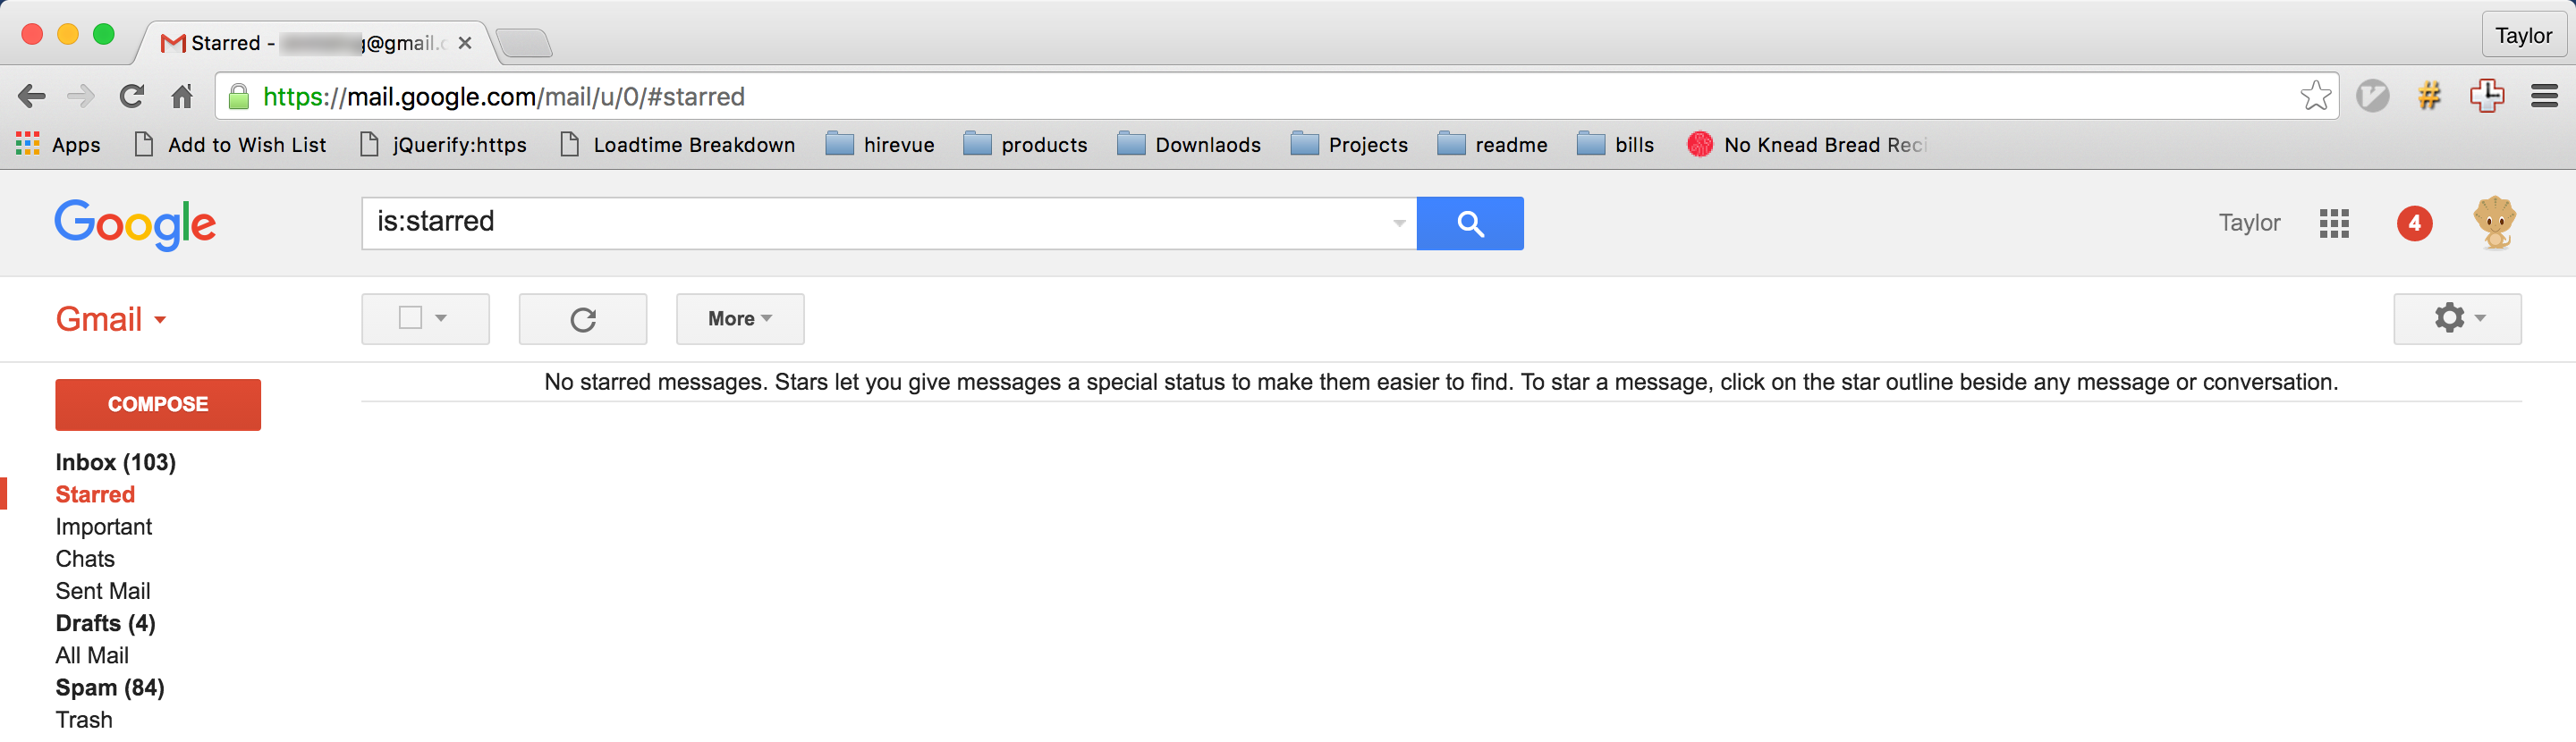 Starred - g@gmail.c
Taylor
https://mail.google.com/mail/u/0/#starred
Apps Add to Wish List jQuerify:https Loadtime Breakdown hirevue products Downlaods Projects readme bills No Knead Bread Reci
Google is:starred Taylor 4
Gmail More
No starred messages. Stars let you give messages a special status to make them easier to find. To star a message, click on the star outline beside any message or conversation.
COMPOSE
Inbox (103)
Starred
Important
Chats
Sent Mail
Drafts (4)
All Mail
Spam (84)
Trash